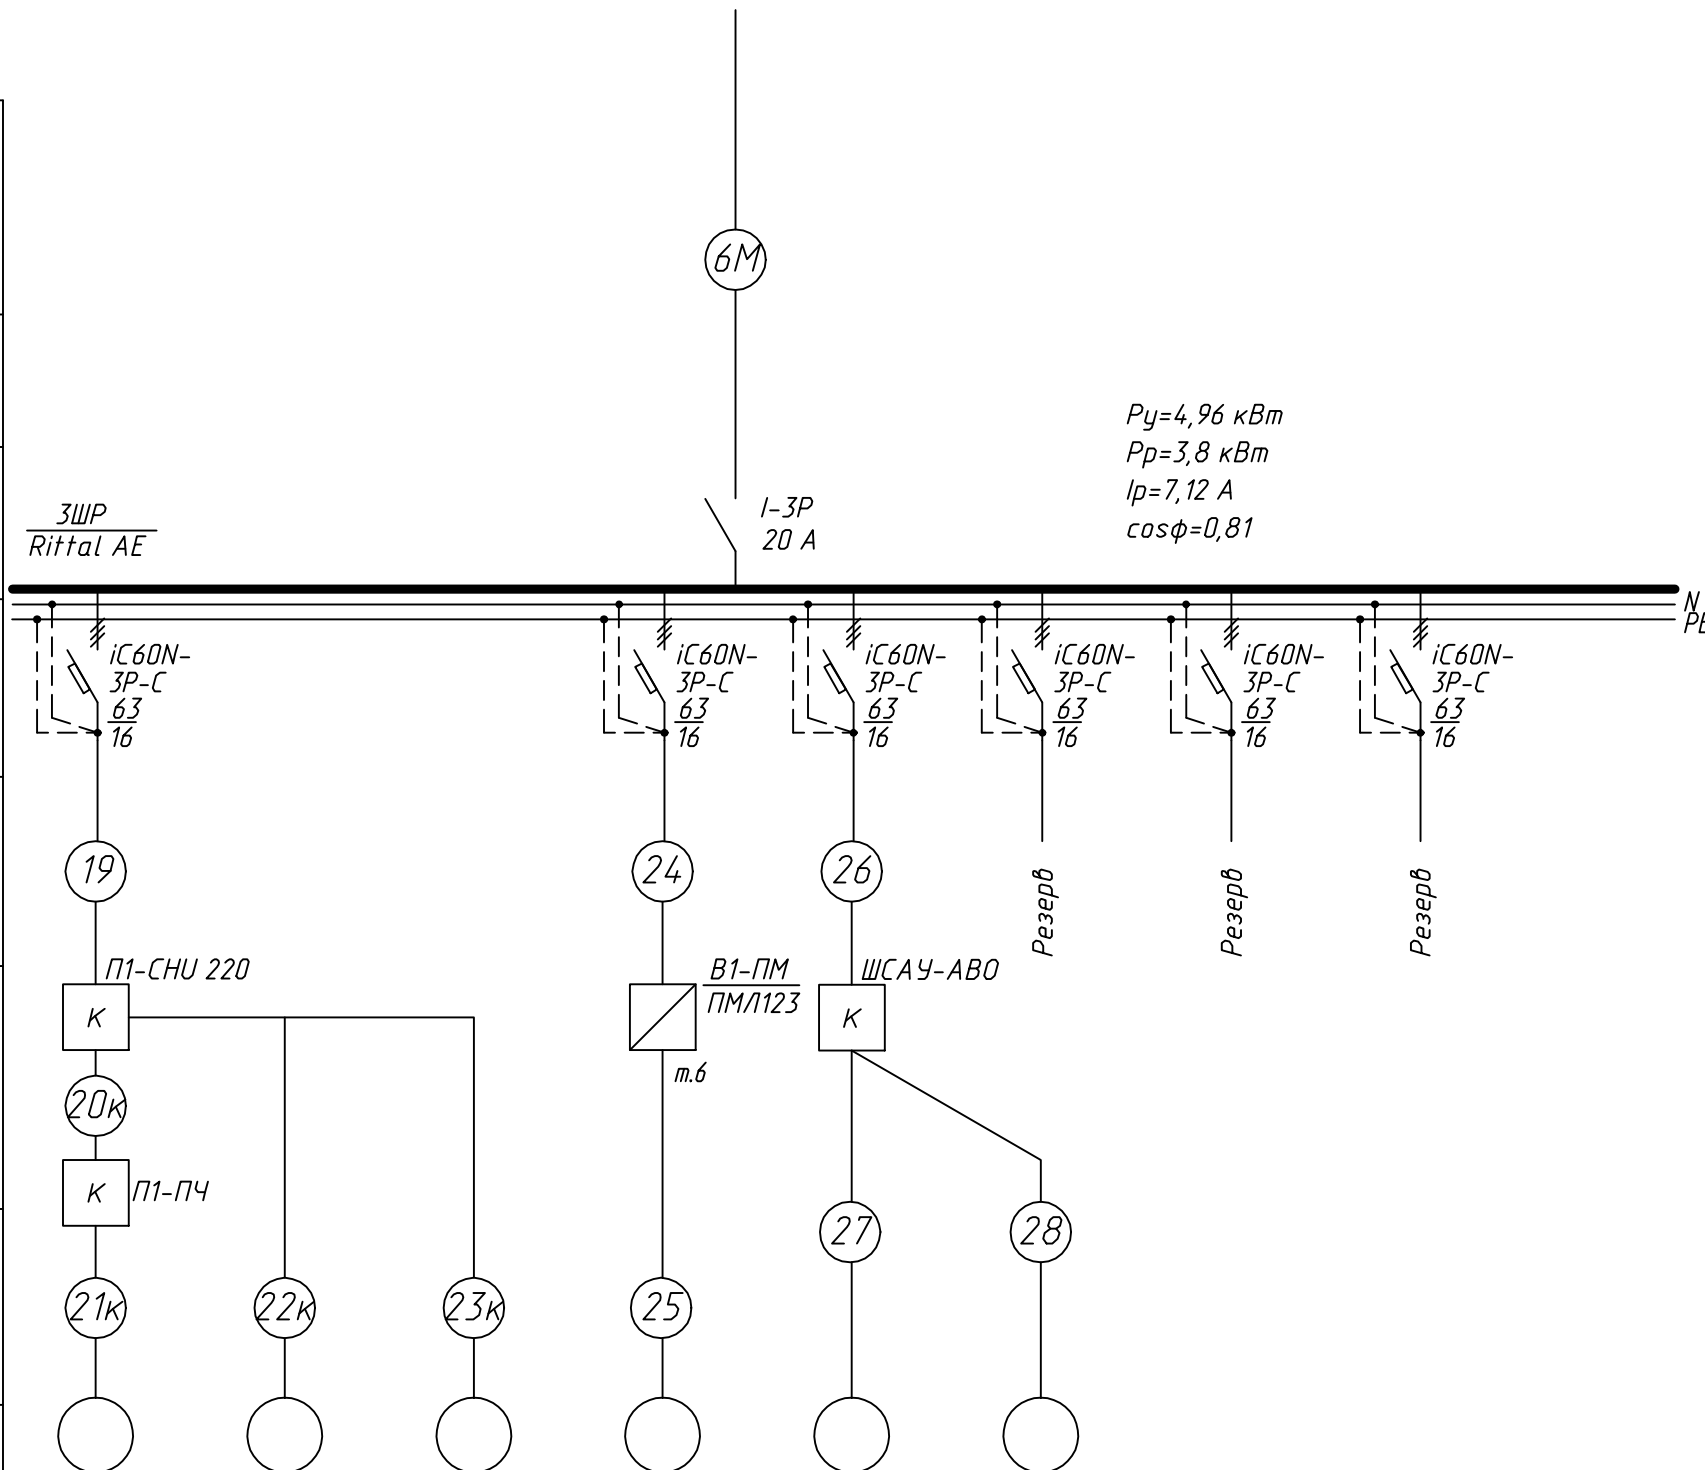 6М
Ру=4,96 кВт
Рр=3,8 кВт
Iр=7,12 А
cosφ=0,81
3ШР
Rittal AE
I-3P
20 А
N
iC60N-
3P-C
63
16
iC60N-
3P-C
63
16
iC60N-
3P-C
63
16
iC60N-
3P-C
63
16
iC60N-
3P-C
63
16
iC60N-
3P-C
63
16
19
24
26
Резерв
Резерв
Резерв
П1-CHU 220
К
В1-ПМ
ПМЛ123
т.6
ШСАУ-АВО
К
20к
К
П1-ПЧ
27
28
21к
22к
23к
25